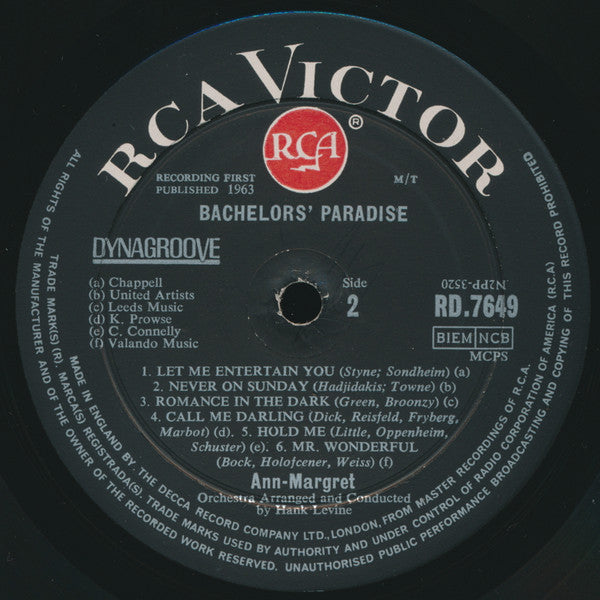 RCA VICTOR
RCA
®
RECORDING FIRST
PUBLISHED 1963
M/T
BACHELORS' PARADISE
DYNAGROOVE
(a) Chappell
(b) United Artists
(c) Leeds Music
(d) K. Prowse
(e) C. Connelly
(f) Valando Music
Side
2
N2PP-3520
RD.7649
BIEM NCB
MCPS
1. LET ME ENTERTAIN YOU (Styne; Sondheim) (a)
2. NEVER ON SUNDAY (Hadjidakis; Towne) (b)
3. ROMANCE IN THE DARK (Green, Broonzy) (c)
4. CALL ME DARLING (Dick, Reisfeld, Fryberg,
Marbot) (d). 5. HOLD ME (Little, Oppenheim,
Schuster) (e). 6. MR. WONDERFUL
(Bock, Holofcener, Weiss) (f)
Ann-Margret
Orchestra Arranged and Conducted
by Hank Levine
ALL RIGHTS OF THE MANUFACTURER AND OF THE OWNER OF THE RECORDED WORK RESERVED. UNAUTHORISED PUBLIC PERFORMANCE BROADCASTING AND COPYING OF THIS RECORD PROHIBITED
TRADE MARK(S) (R). MARCA(S) REGISTRADA(S). TRADE MARKS USED BY AUTHORITY AND UNDER CONTROL OF RADIO CORPORATION OF AMERICA (R.C.A)
MADE IN ENGLAND BY THE DECCA RECORD COMPANY LTD., LONDON, FROM MASTER RECORDINGS OF R.C.A.